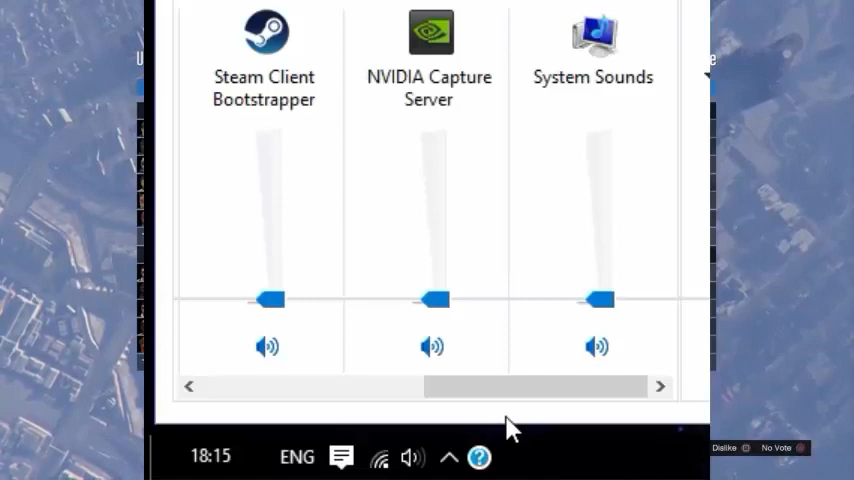 Steam Client
Bootstrapper
NVIDIA Capture
Server
System Sounds
18:15
ENG
Dislike
No Vote